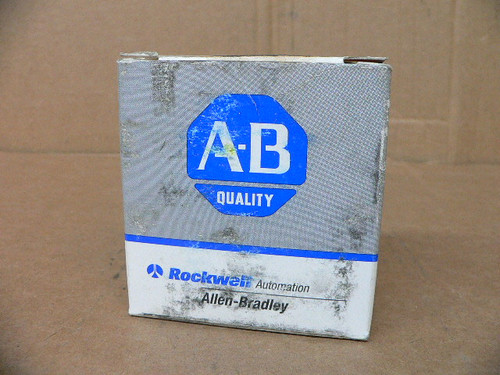 A-B
QUALITY
Rockwell Automation
Allen-Bradley